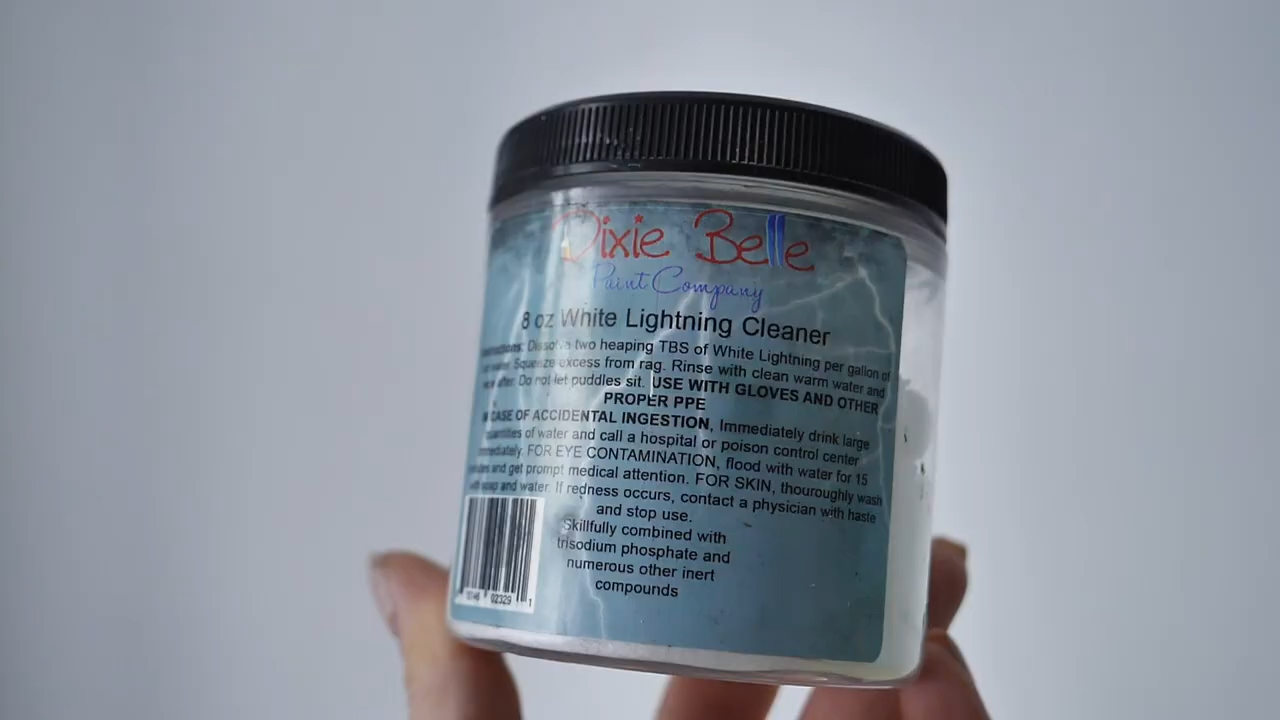 Dixie Belle
Paint Company
8 oz White Lightning Cleaner
Dissolve two heaping TBS of White Lightning per gallon of
Squeeze excess from rag. Rinse with clean warm water and
Do not let puddles sit. USE WITH GLOVES AND OTHER
PROPER PPE
CASE OF ACCIDENTAL INGESTION, Immediately drink large
quantities of water and call a hospital or poison control center
immediately. FOR EYE CONTAMINATION, flood with water for 15
and get prompt medical attention. FOR SKIN, thouroughly wash
soap and water. If redness occurs, contact a physician with haste
and stop use.
Skillfully combined with
trisodium phosphate and
numerous other inert
compounds
02329 1